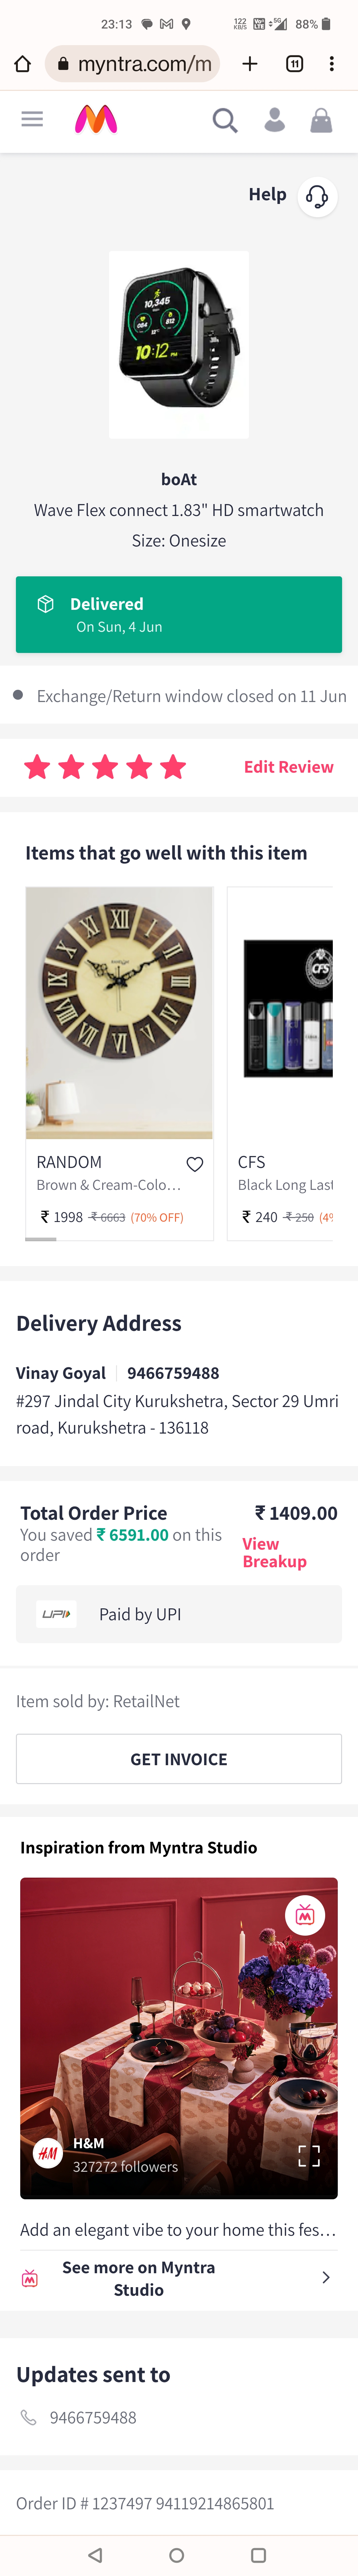 23:13
122 KB/S
5G
88%
myntra.com/m
11
Help
10,345
084
812
10:12 PM
boAt
Wave Flex connect 1.83" HD smartwatch
Size: Onesize
Delivered
On Sun, 4 Jun
Exchange/Return window closed on 11 Jun
Edit Review
Items that go well with this item
CFS
RANDOM
Brown & Cream-Colo...
₹ 1998 ₹ 6663 (70% OFF)
CFS
Black Long Last
₹ 240 ₹ 250 (4%
Delivery Address
Vinay Goyal 9466759488
#297 Jindal City Kurukshetra, Sector 29 Umri
road, Kurukshetra - 136118
Total Order Price ₹ 1409.00
You saved ₹ 6591.00 on this
order
View
Breakup
UPI Paid by UPI
Item sold by: RetailNet
GET INVOICE
Inspiration from Myntra Studio
H&M
H&M
327272 followers
Add an elegant vibe to your home this fes...
See more on Myntra
Studio
Updates sent to
9466759488
Order ID # 1237497 94119214865801